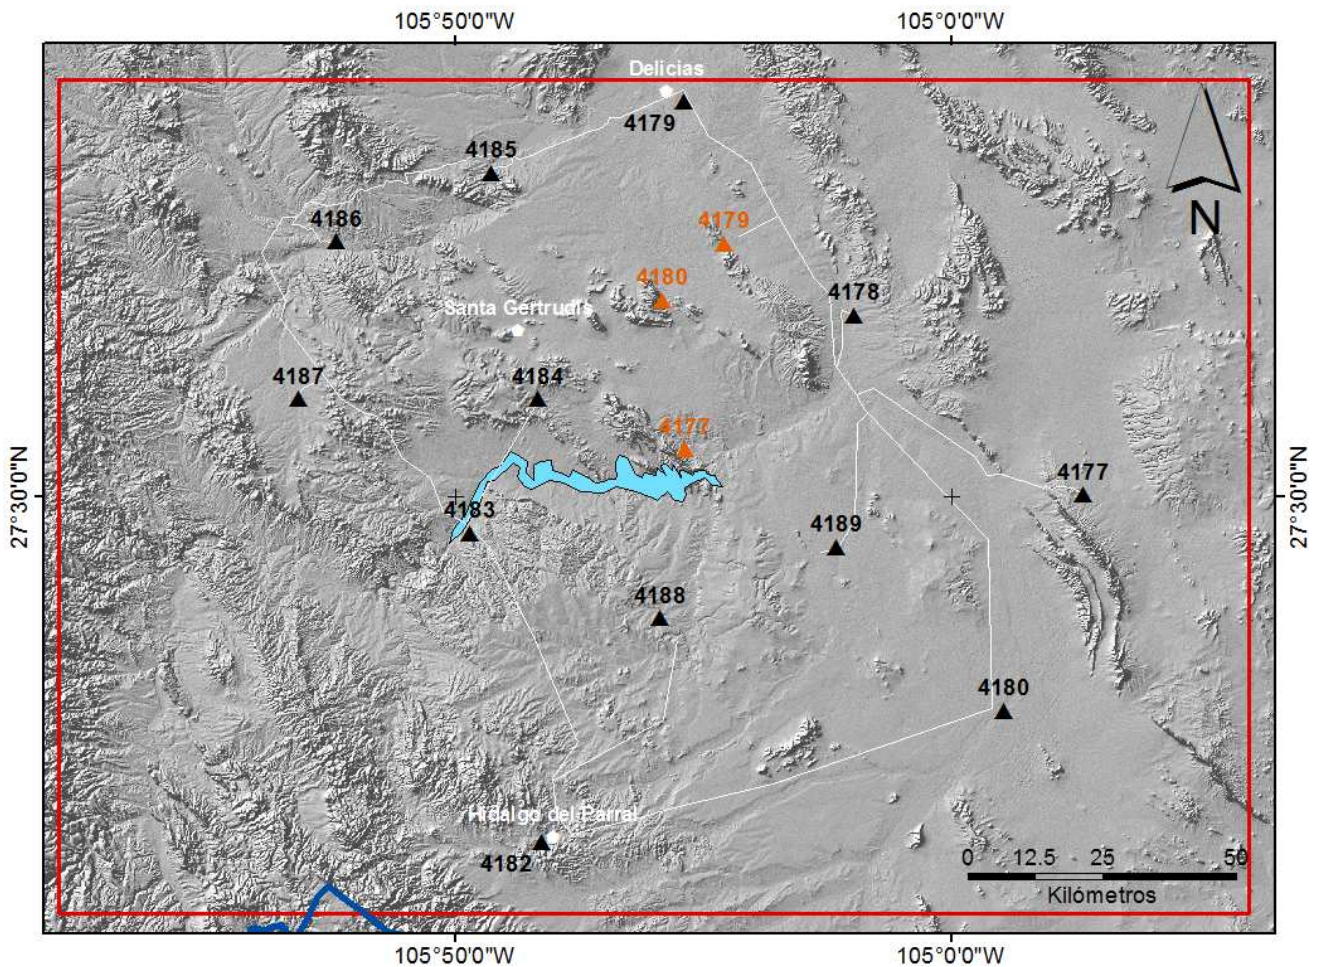 105°50'0"W
105°0'0"W
Delicias
4179
4185
4186
4179
4180
4178
Santa Gertrudis
4187
4184
4177
27°30'0"N
4177
27°30'0"N
4183
4189
4188
4180
Hidalgo del Parral
4182
N
0 12.5 25 50
Kilómetros
105°50'0"W
105°0'0"W